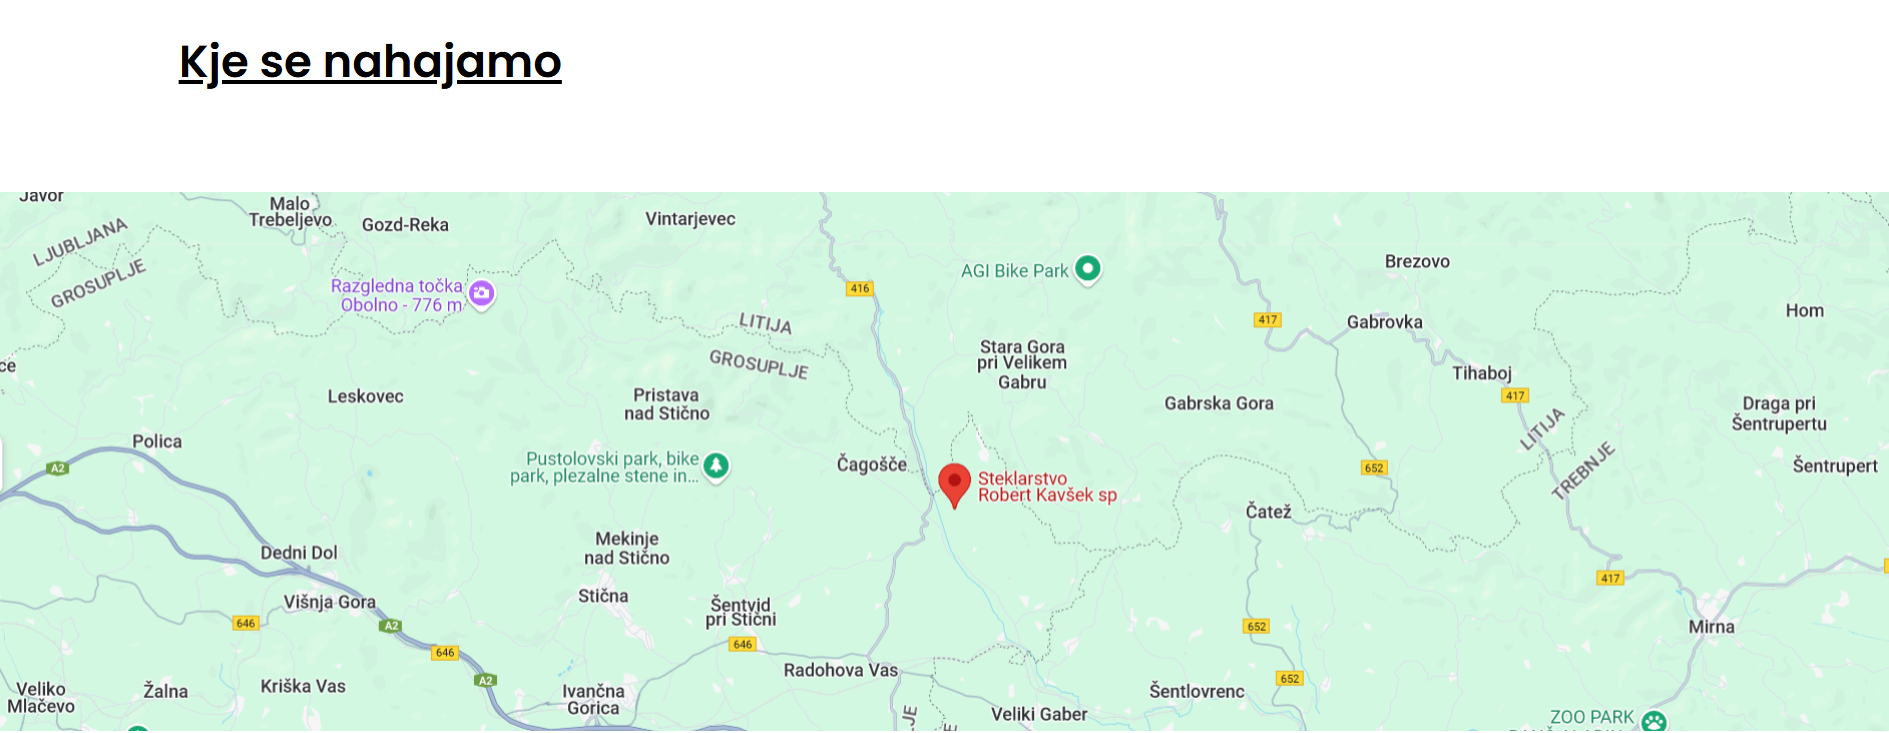 Kje se nahajamo
Javor
Malo
Trebeljevo
Gozd-Reka
Vintarjevec
LJUBLJANA
GROSUPLJE
Razgledna točka
Obolno - 776 m
AGI Bike Park
Brezovo
416
417
Hom
LITIJA
GROSUPLJE
Gabrovka
Stara Gora
pri Velikem
Gabru
ce
Tihaboj
Leskovec
Pristava
nad Stično
Gabrska Gora
417
Draga pri
Šentrupertu
LITIJA
TREBNJE
Polica
A2
Pustolovski park, bike
park, plezalne stene in...
Čagošče
Steklarstvo
Robert Kavšek sp
652
Šentrupert
Čatež
Mekinje
nad Stično
Dedni Dol
417
Višnja Gora
Stična
Šentvid
pri Stični
646
A2
646
646
652
Mirna
Radohova Vas
A2
652
Veliko
Mlačevo
Žalna
Kriška Vas
Ivančna
Gorica
Šentlovrenc
Veliki Gaber
JE
E
ZOO PARK